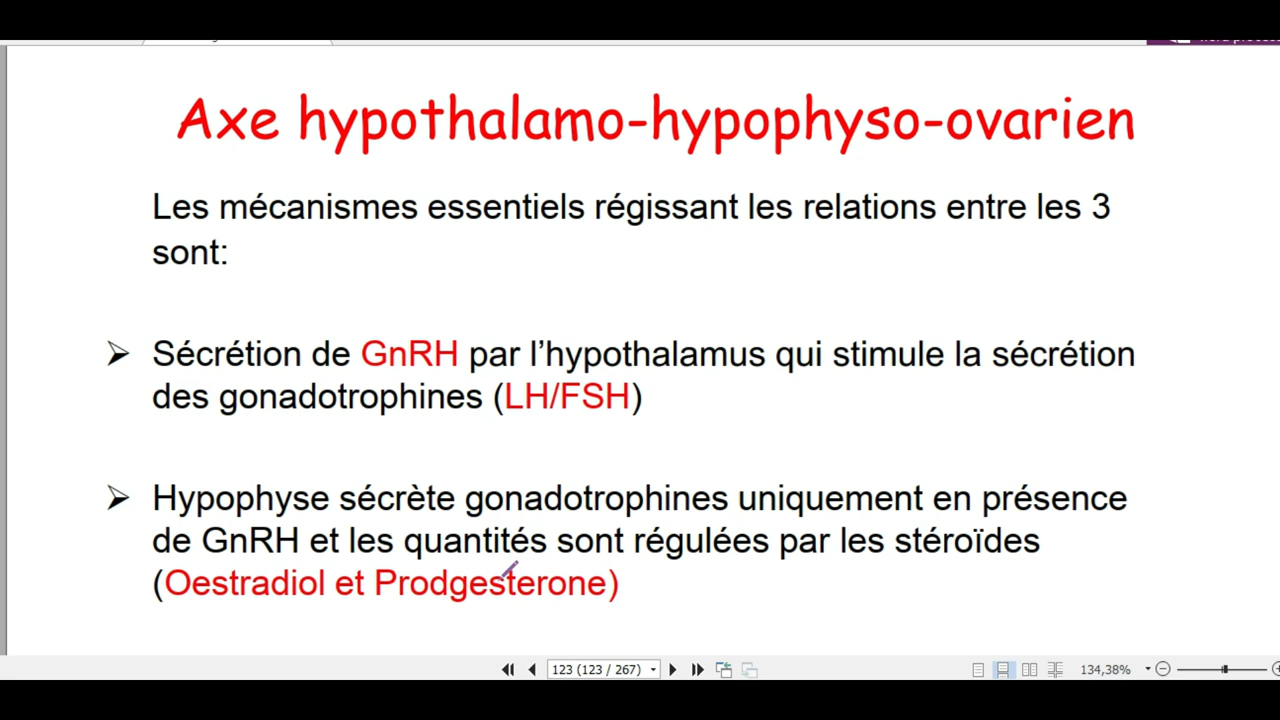 Axe hypothalamo-hypophyso-ovarien
Les mécanismes essentiels régissant les relations entre les 3
sont:
Sécrétion de GnRH par l'hypothalamus qui stimule la sécrétion
des gonadotrophines (LH/FSH)
Hypophyse sécrète gonadotrophines uniquement en présence
de GnRH et les quantités sont régulées par les stéroïdes
(Oestradiol et Prodgesterone)
123 (123 / 267)
134,38%